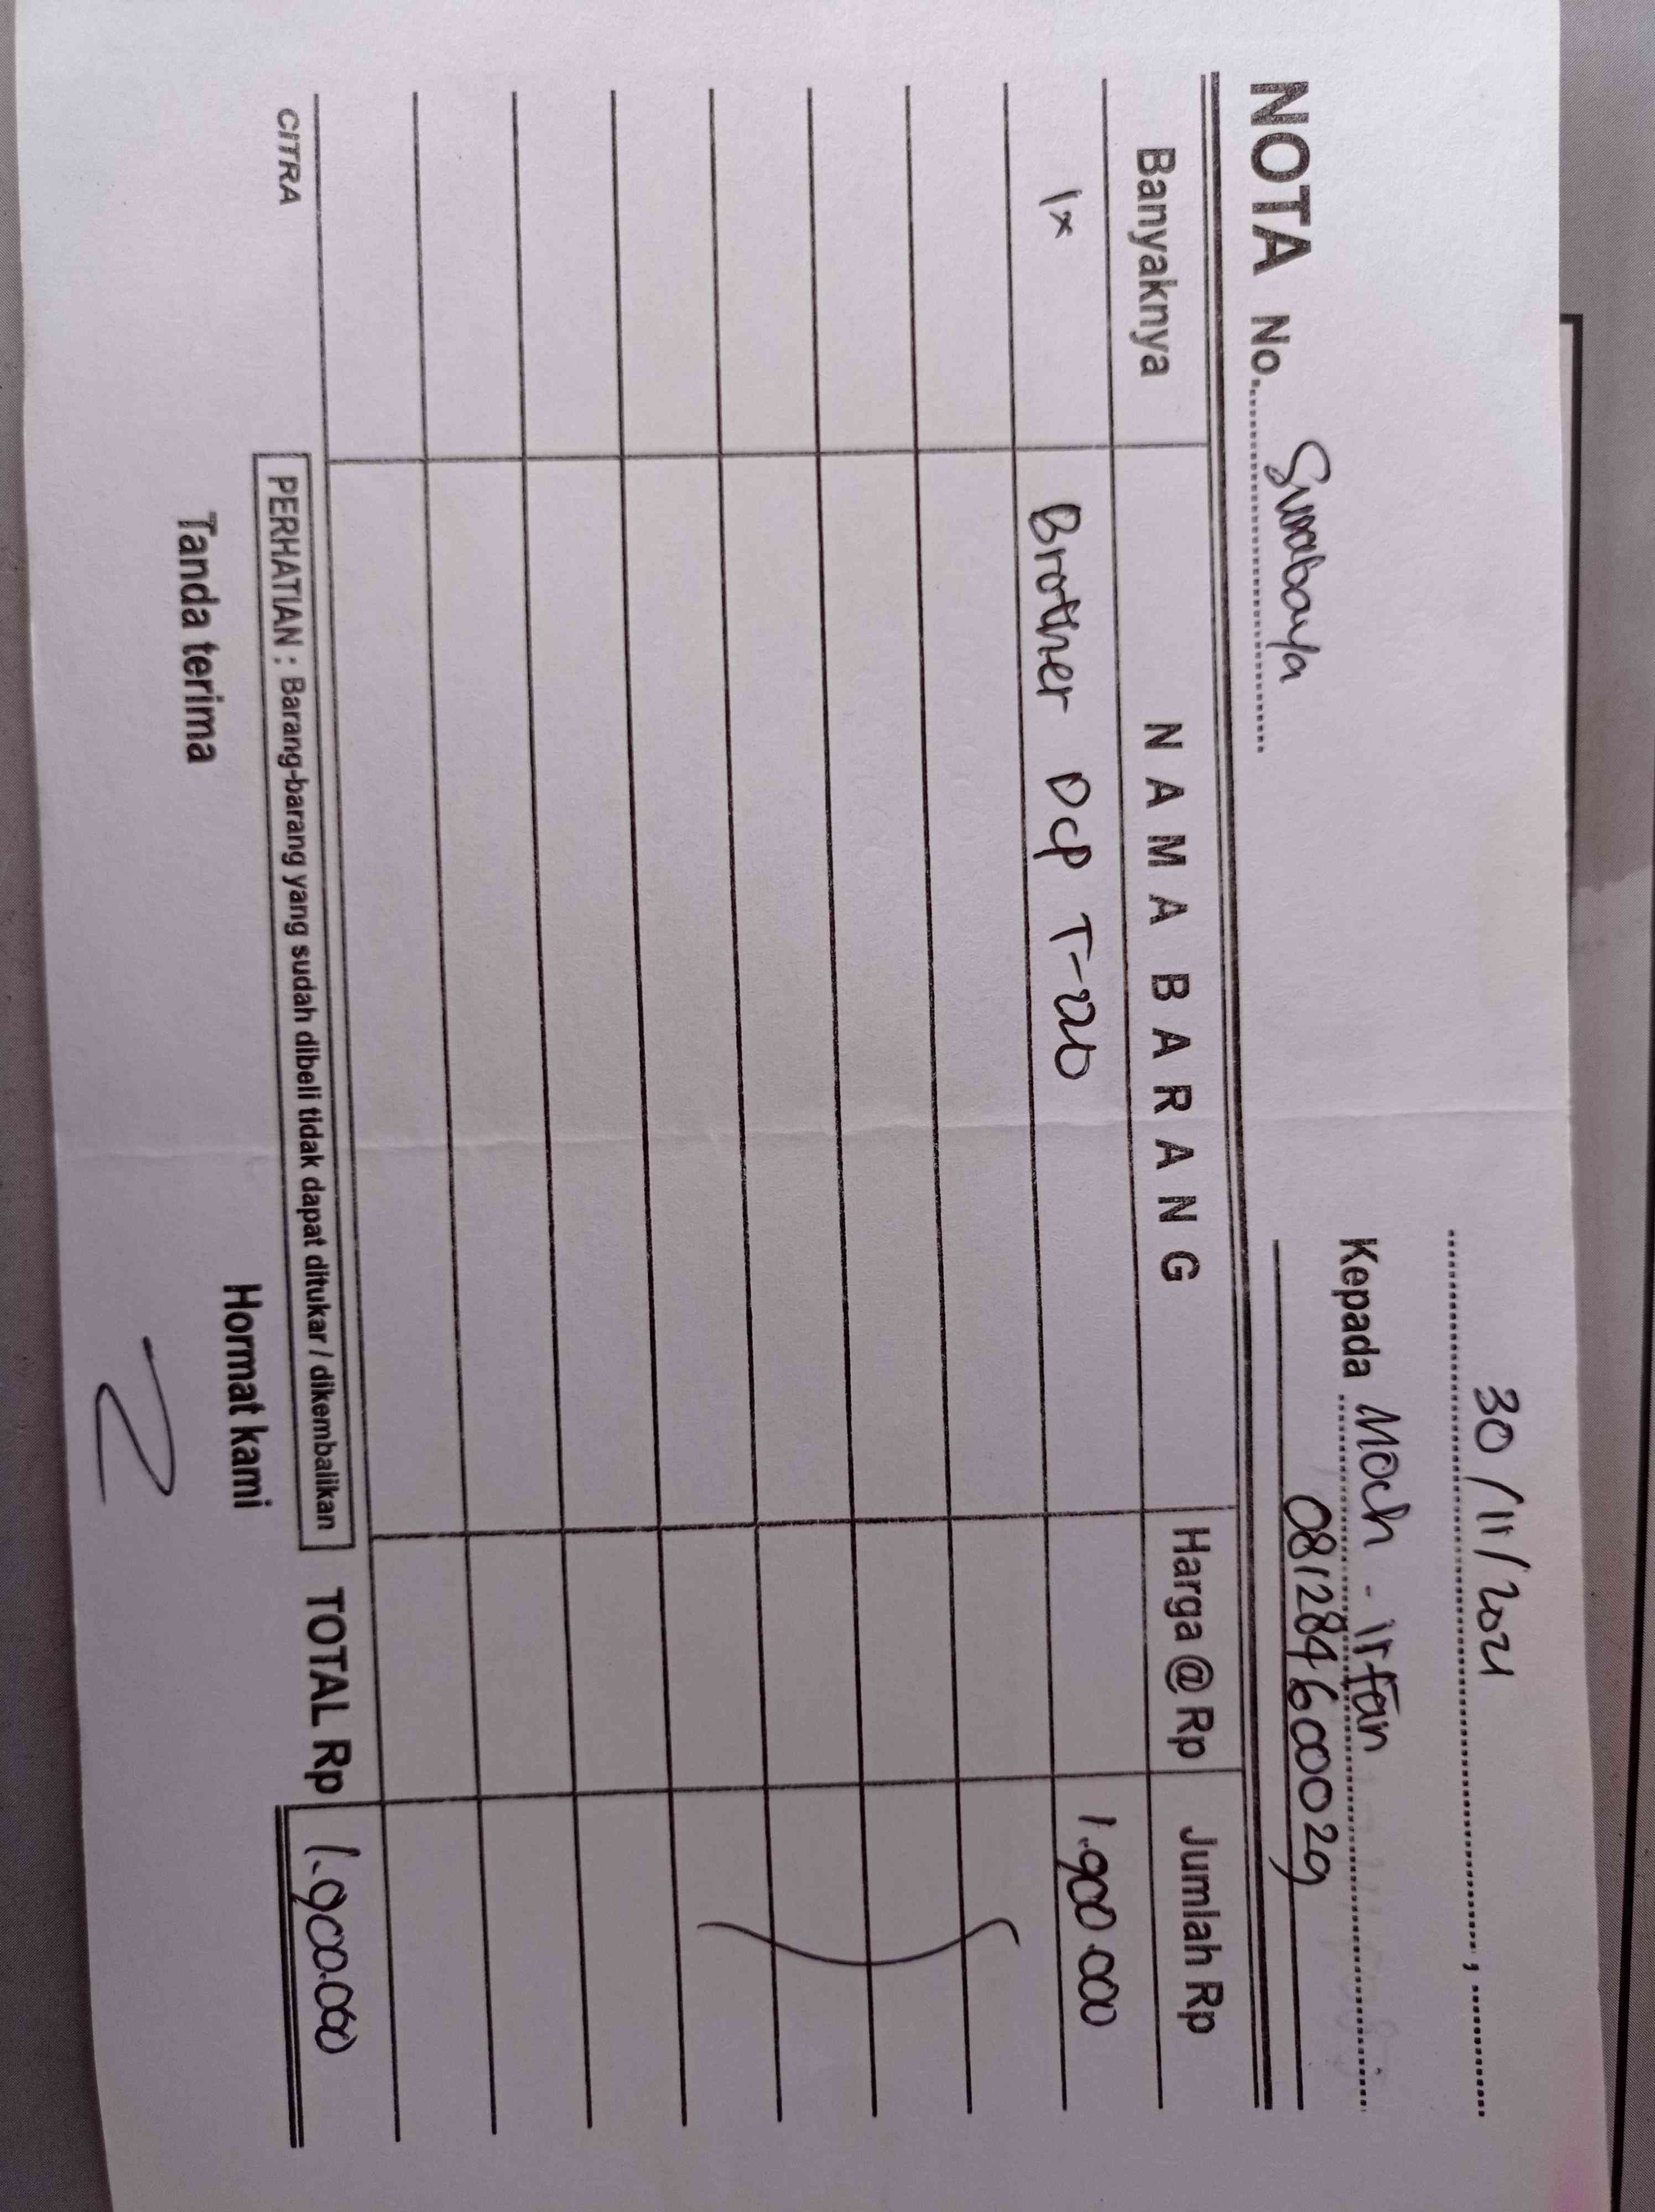 30/11/2021
NOTA No. Surabaya
Kepada Moch - irfan
081284600029
Banyaknya NAMA BARANG Harga @ Rp Jumlah Rp
1x Brother Dcp T-220 1.900.000
CITRA
PERHATIAN : Barang-barang yang sudah dibeli tidak dapat ditukar / dikembalikan
TOTAL Rp 1.900.000
Tanda terima Hormat kami